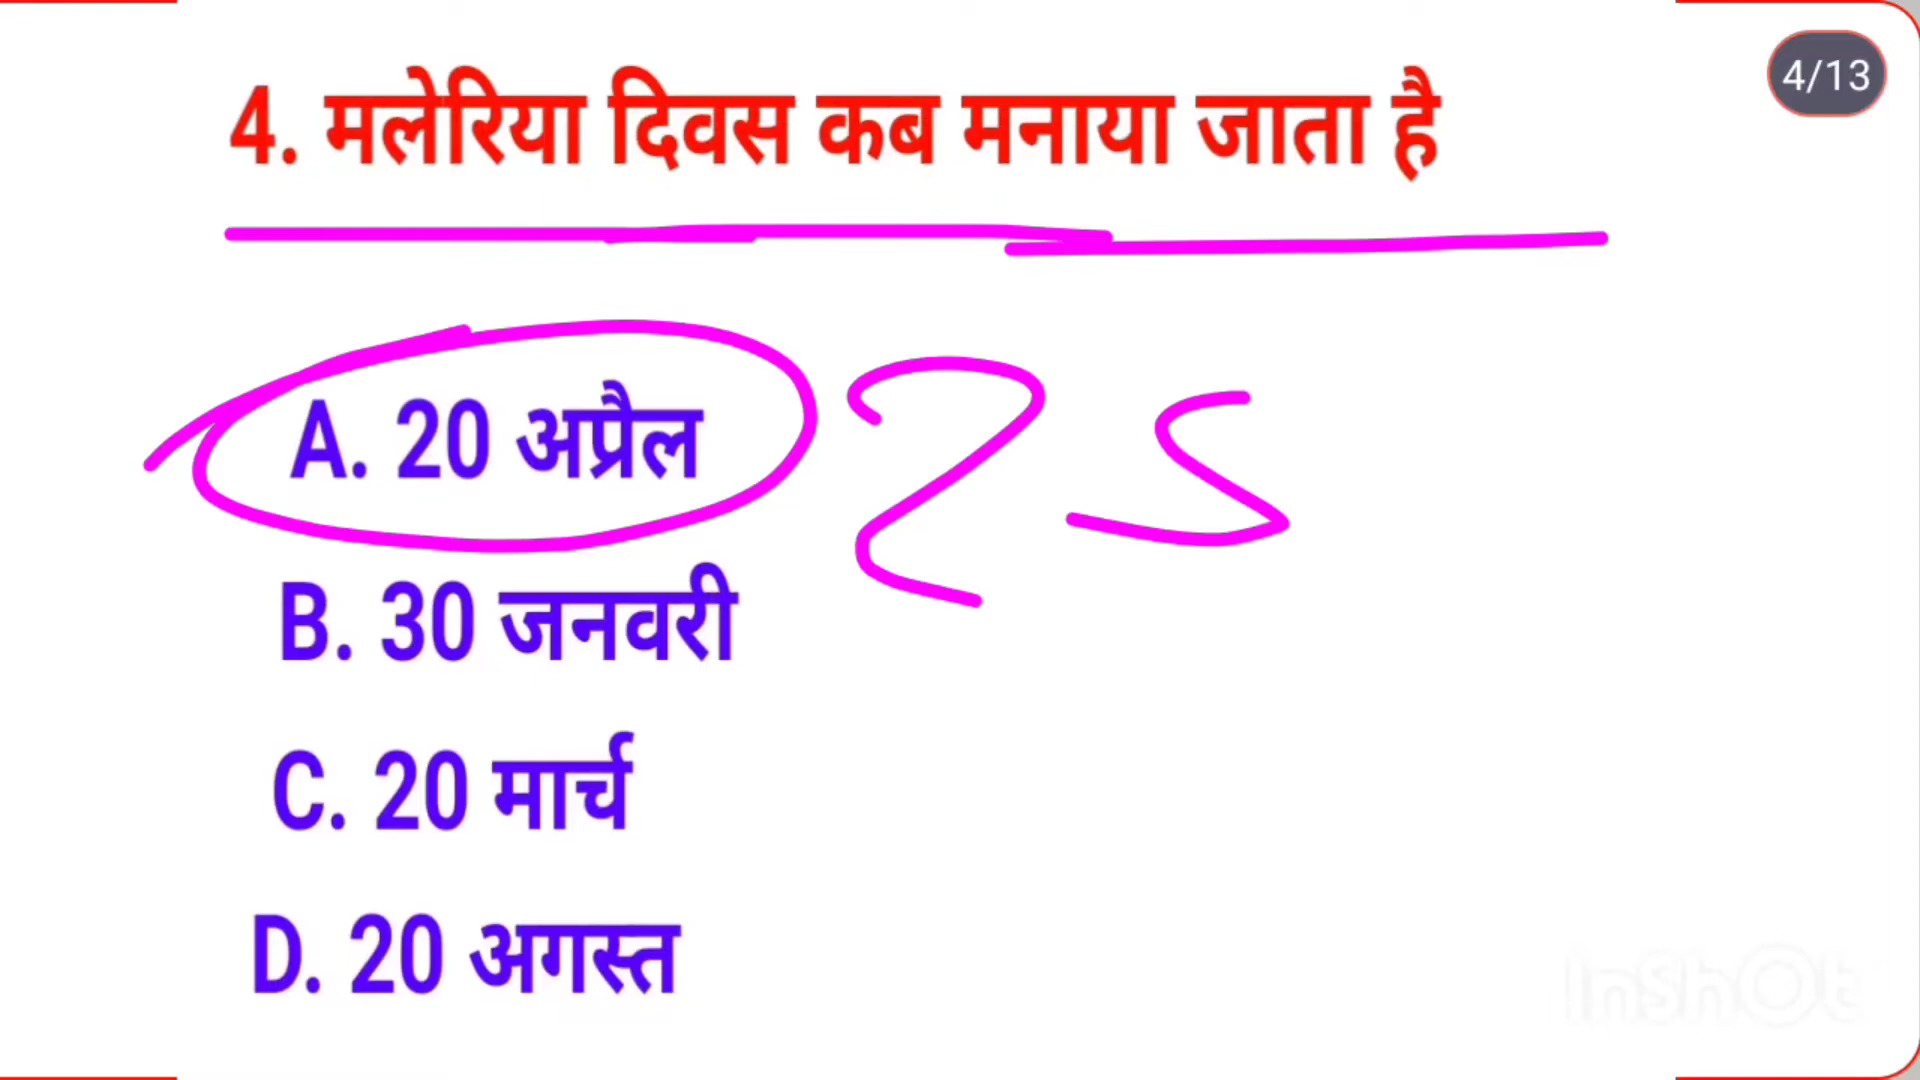 4/13
4. मलेरिया दिवस कब मनाया जाता है
A. 20 अप्रैल 25
B. 30 जनवरी
C. 20 मार्च
D. 20 अगस्त
InShOt